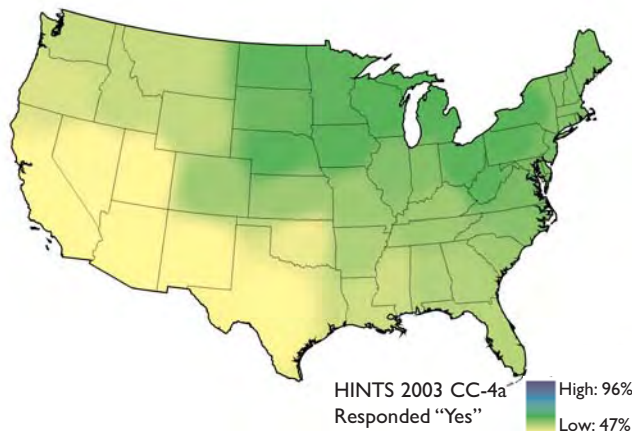 HINTS 2003 CC-4a
Responded “Yes”
High: 96%
Low: 47%